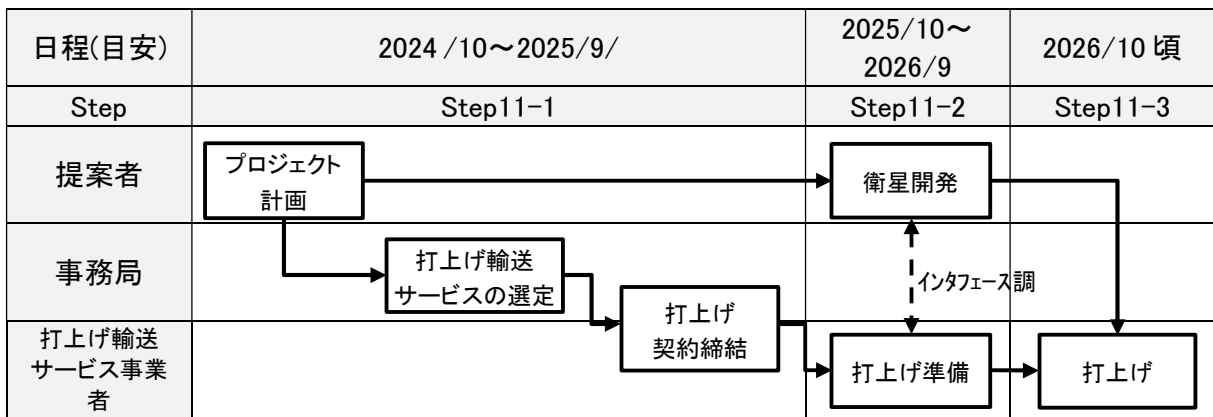 日程(目安)
2024/10~2025/9/
2025/10~
2026/9
2026/10頃
Step
Step11-1
Step11-2
Step11-3
提案者
プロジェクト
計画
衛星開発
事務局
打上げ輸送
サービスの選定
打上げ
契約締結
インタフェース調
打上げ輸送
サービス事業
者
打上げ準備
打上げ